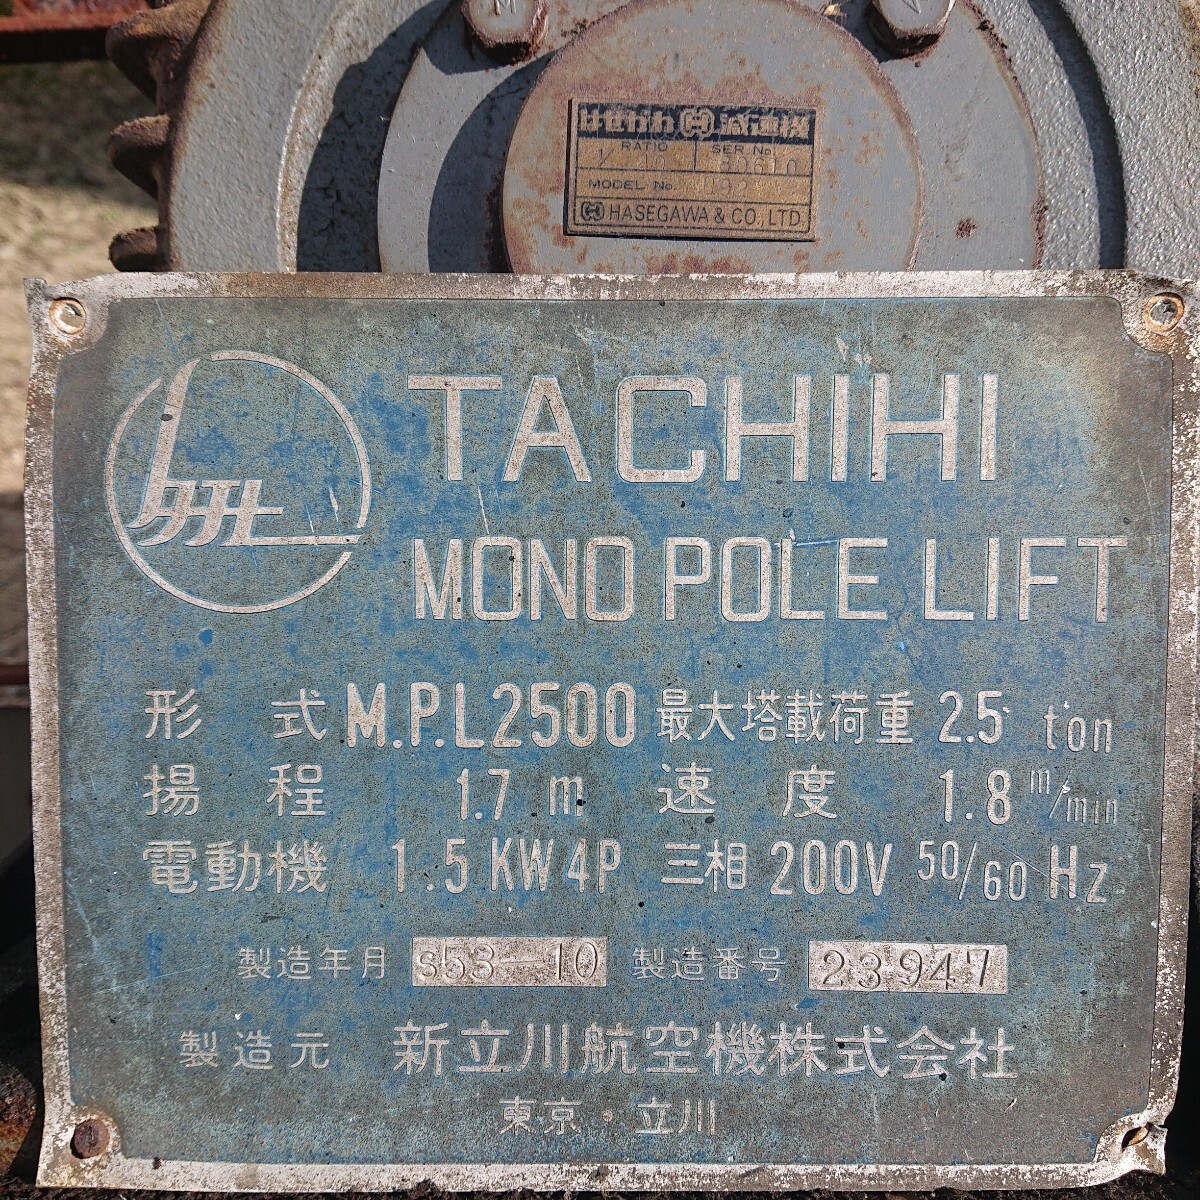 はせがわ H 減速機
RATIO SER. No.
MODEL No.
H HASEGAWA & CO., LTD.
TACHIHI
MONO POLE LIFT
形式 M.P.L2500 最大塔載荷重 2.5 ton
揚程 1.7 m 速度 1.8 m/min
電動機 1.5 KW 4P 三相 200V 50/60 Hz
製造年月 S53-10 製造番号 23947
製造元 新立川航空機株式会社
東京・立川